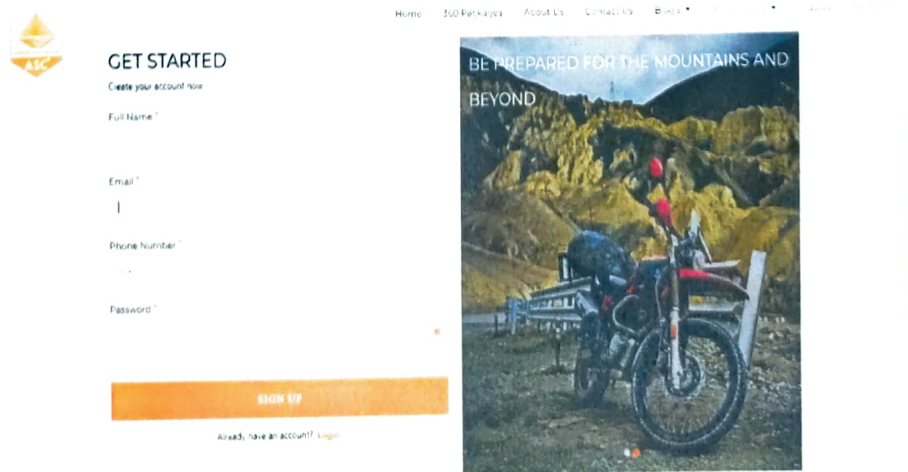 Home 360 Packages About Us Contact Us Blogs
ASC
GET STARTED
Create your account now
Full Name *
Email *
Phone Number *
Password *
SIGN UP
Already have an account? Login
BE PREPARED FOR THE MOUNTAINS AND
BEYOND